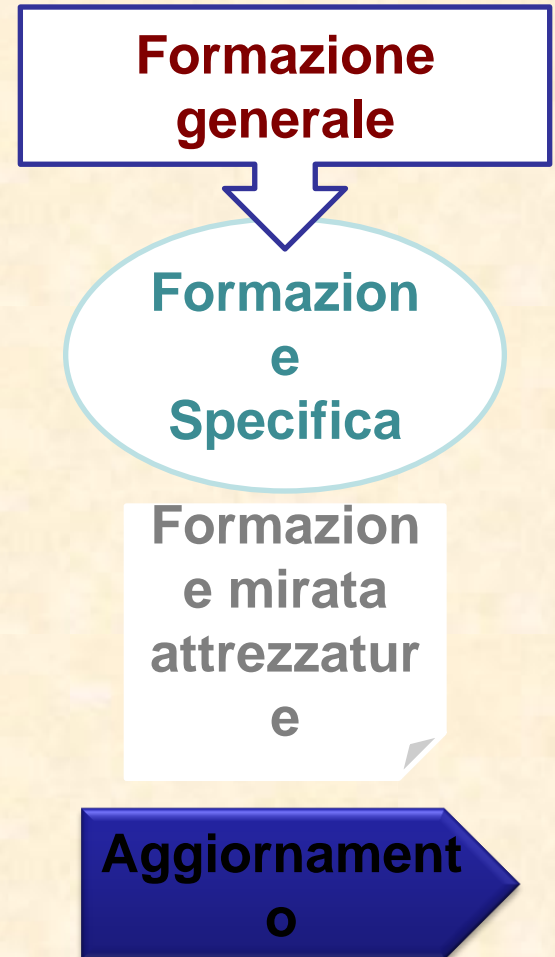 Formazione
generale
Formazion
e
Specifica
Formazion
e mirata
attrezzatur
e
Aggiornament
o